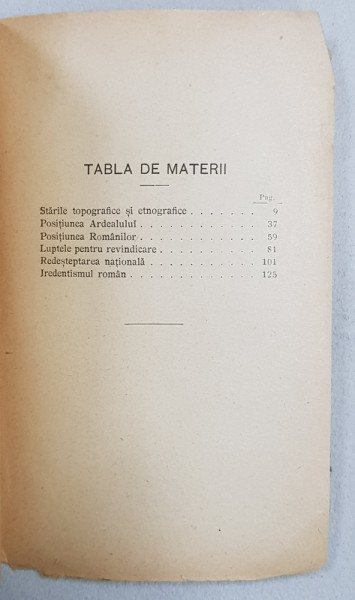 TABLA DE MATERII
Pag.
Stările topografice și etnografice . . . . . . . 9
Posițiunea Ardealuluĭ . . . . . . . . . . . 37
Posițiunea Românilor . . . . . . . . . . . 59
Luptele pentru revindicare . . . . . . . . . 81
Redeșteptarea națională . . . . . . . . . . 101
Iredentismul român . . . . . . . . . . . . 125